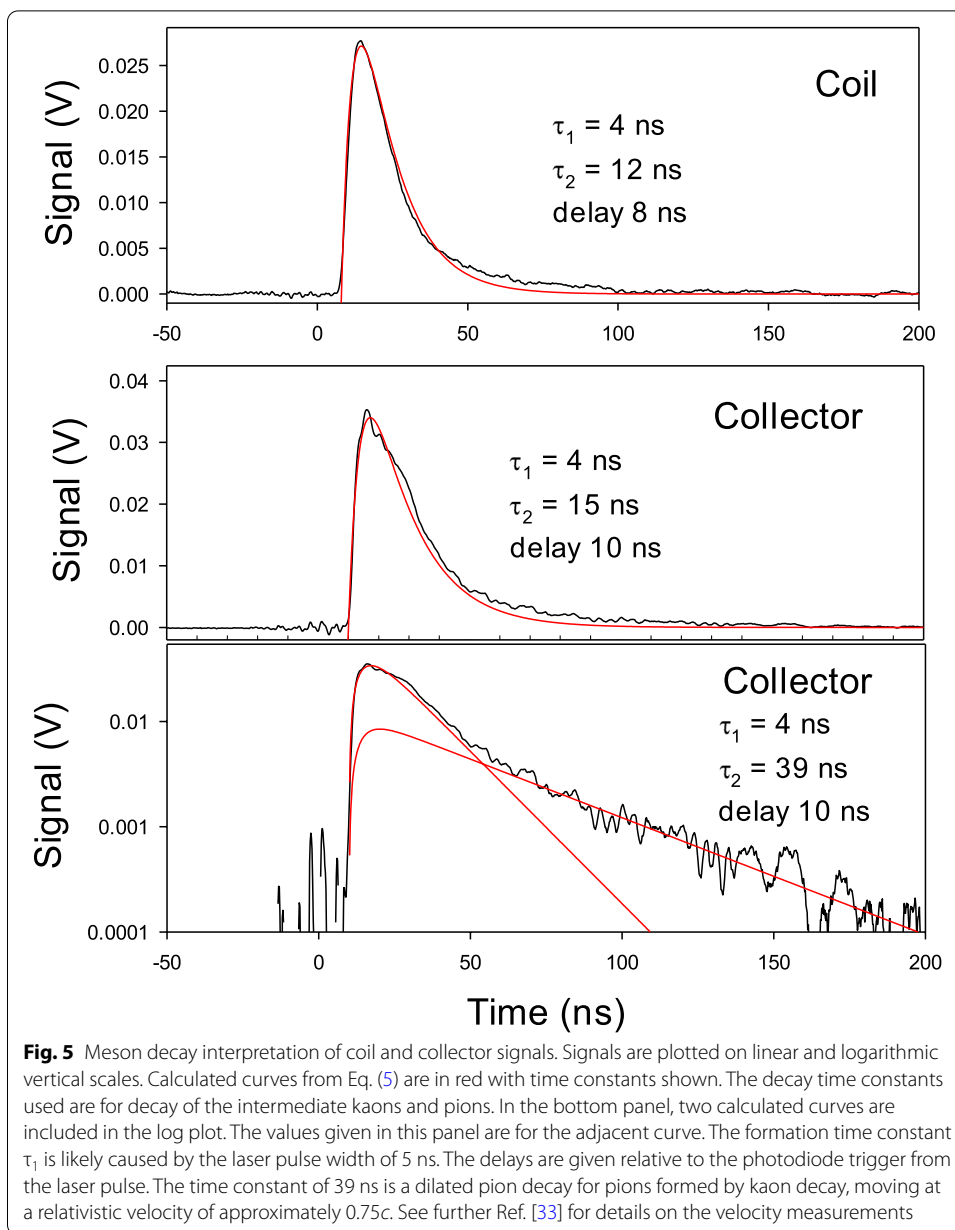 Signal (V)
0.025
0.020
0.015
0.010
0.005
0.000
Coil
τ1 = 4 ns
τ2 = 12 ns
delay 8 ns
-50
0
50
100
150
200
Signal (V)
0.04
0.03
0.02
0.01
0.00
Collector
τ1 = 4 ns
τ2 = 15 ns
delay 10 ns
Signal (V)
0.01
0.001
0.0001
Collector
τ1 = 4 ns
τ2 = 39 ns
delay 10 ns
-50
0
50
100
150
200
Time (ns)
Fig. 5 Meson decay interpretation of coil and collector signals. Signals are plotted on linear and logarithmic
vertical scales. Calculated curves from Eq. (5) are in red with time constants shown. The decay time constants
used are for decay of the intermediate kaons and pions. In the bottom panel, two calculated curves are
included in the log plot. The values given in this panel are for the adjacent curve. The formation time constant
τ1 is likely caused by the laser pulse width of 5 ns. The delays are given relative to the photodiode trigger from
the laser pulse. The time constant of 39 ns is a dilated pion decay for pions formed by kaon decay, moving at
a relativistic velocity of approximately 0.75c. See further Ref. [33] for details on the velocity measurements